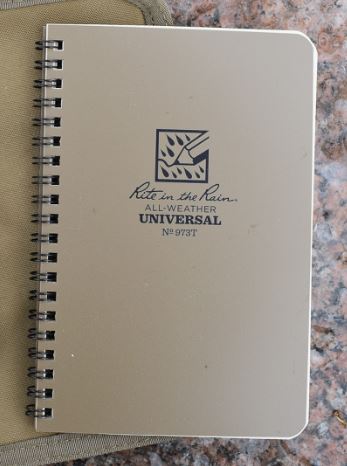 Rite in the Rain.
ALL-WEATHER
UNIVERSAL
Nº 973T